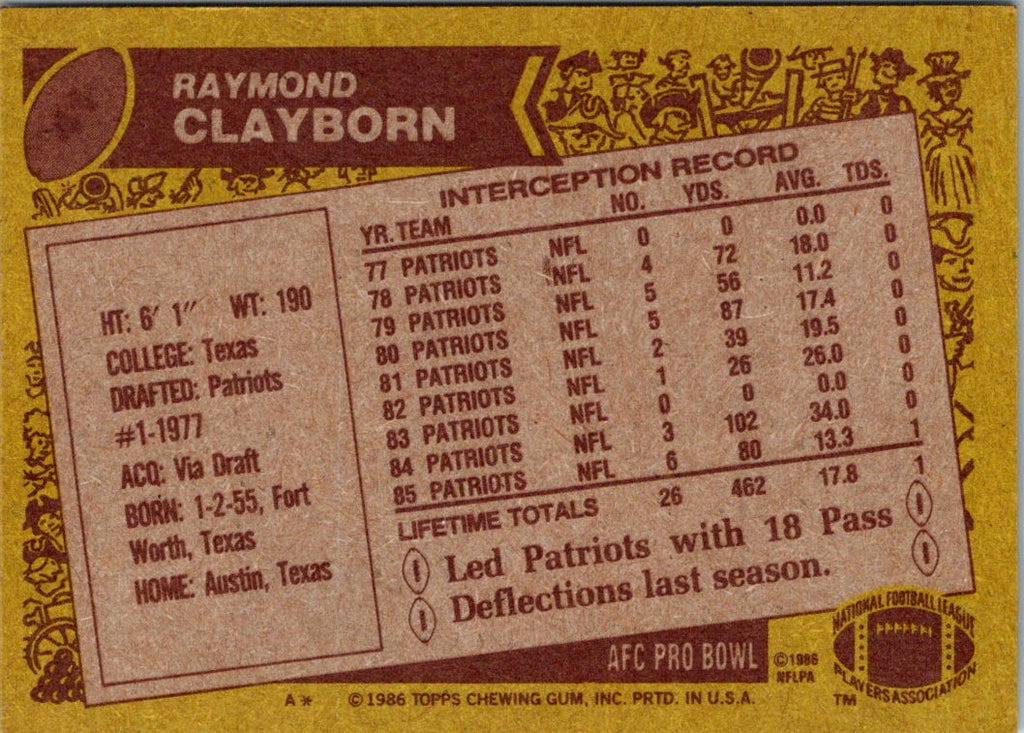 RAYMOND
CLAYBORN
INTERCEPTION RECORD
YR. TEAM NO. YDS. AVG. TDS.
77 PATRIOTS NFL 0 0 0.0 0
78 PATRIOTS NFL 4 72 18.0 0
79 PATRIOTS NFL 5 56 11.2 0
80 PATRIOTS NFL 5 87 17.4 0
81 PATRIOTS NFL 2 39 19.5 0
82 PATRIOTS NFL 1 26 26.0 0
83 PATRIOTS NFL 0 0 0.0 0
84 PATRIOTS NFL 3 102 34.0 0
85 PATRIOTS NFL 6 80 13.3 1
LIFETIME TOTALS 26 462 17.8 1
HT: 6' 1" WT: 190
COLLEGE: Texas
DRAFTED: Patriots
#1-1977
ACQ: Via Draft
BORN: 1-2-55, Fort
Worth, Texas
HOME: Austin, Texas
Led Patriots with 18 Pass
Deflections last season.
AFC PRO BOWL
©1986
NFLPA
NATIONAL FOOTBALL LEAGUE
PLAYERS ASSOCIATION
TM
A* ©1986 TOPPS CHEWING GUM, INC. PRTD. IN U.S.A.